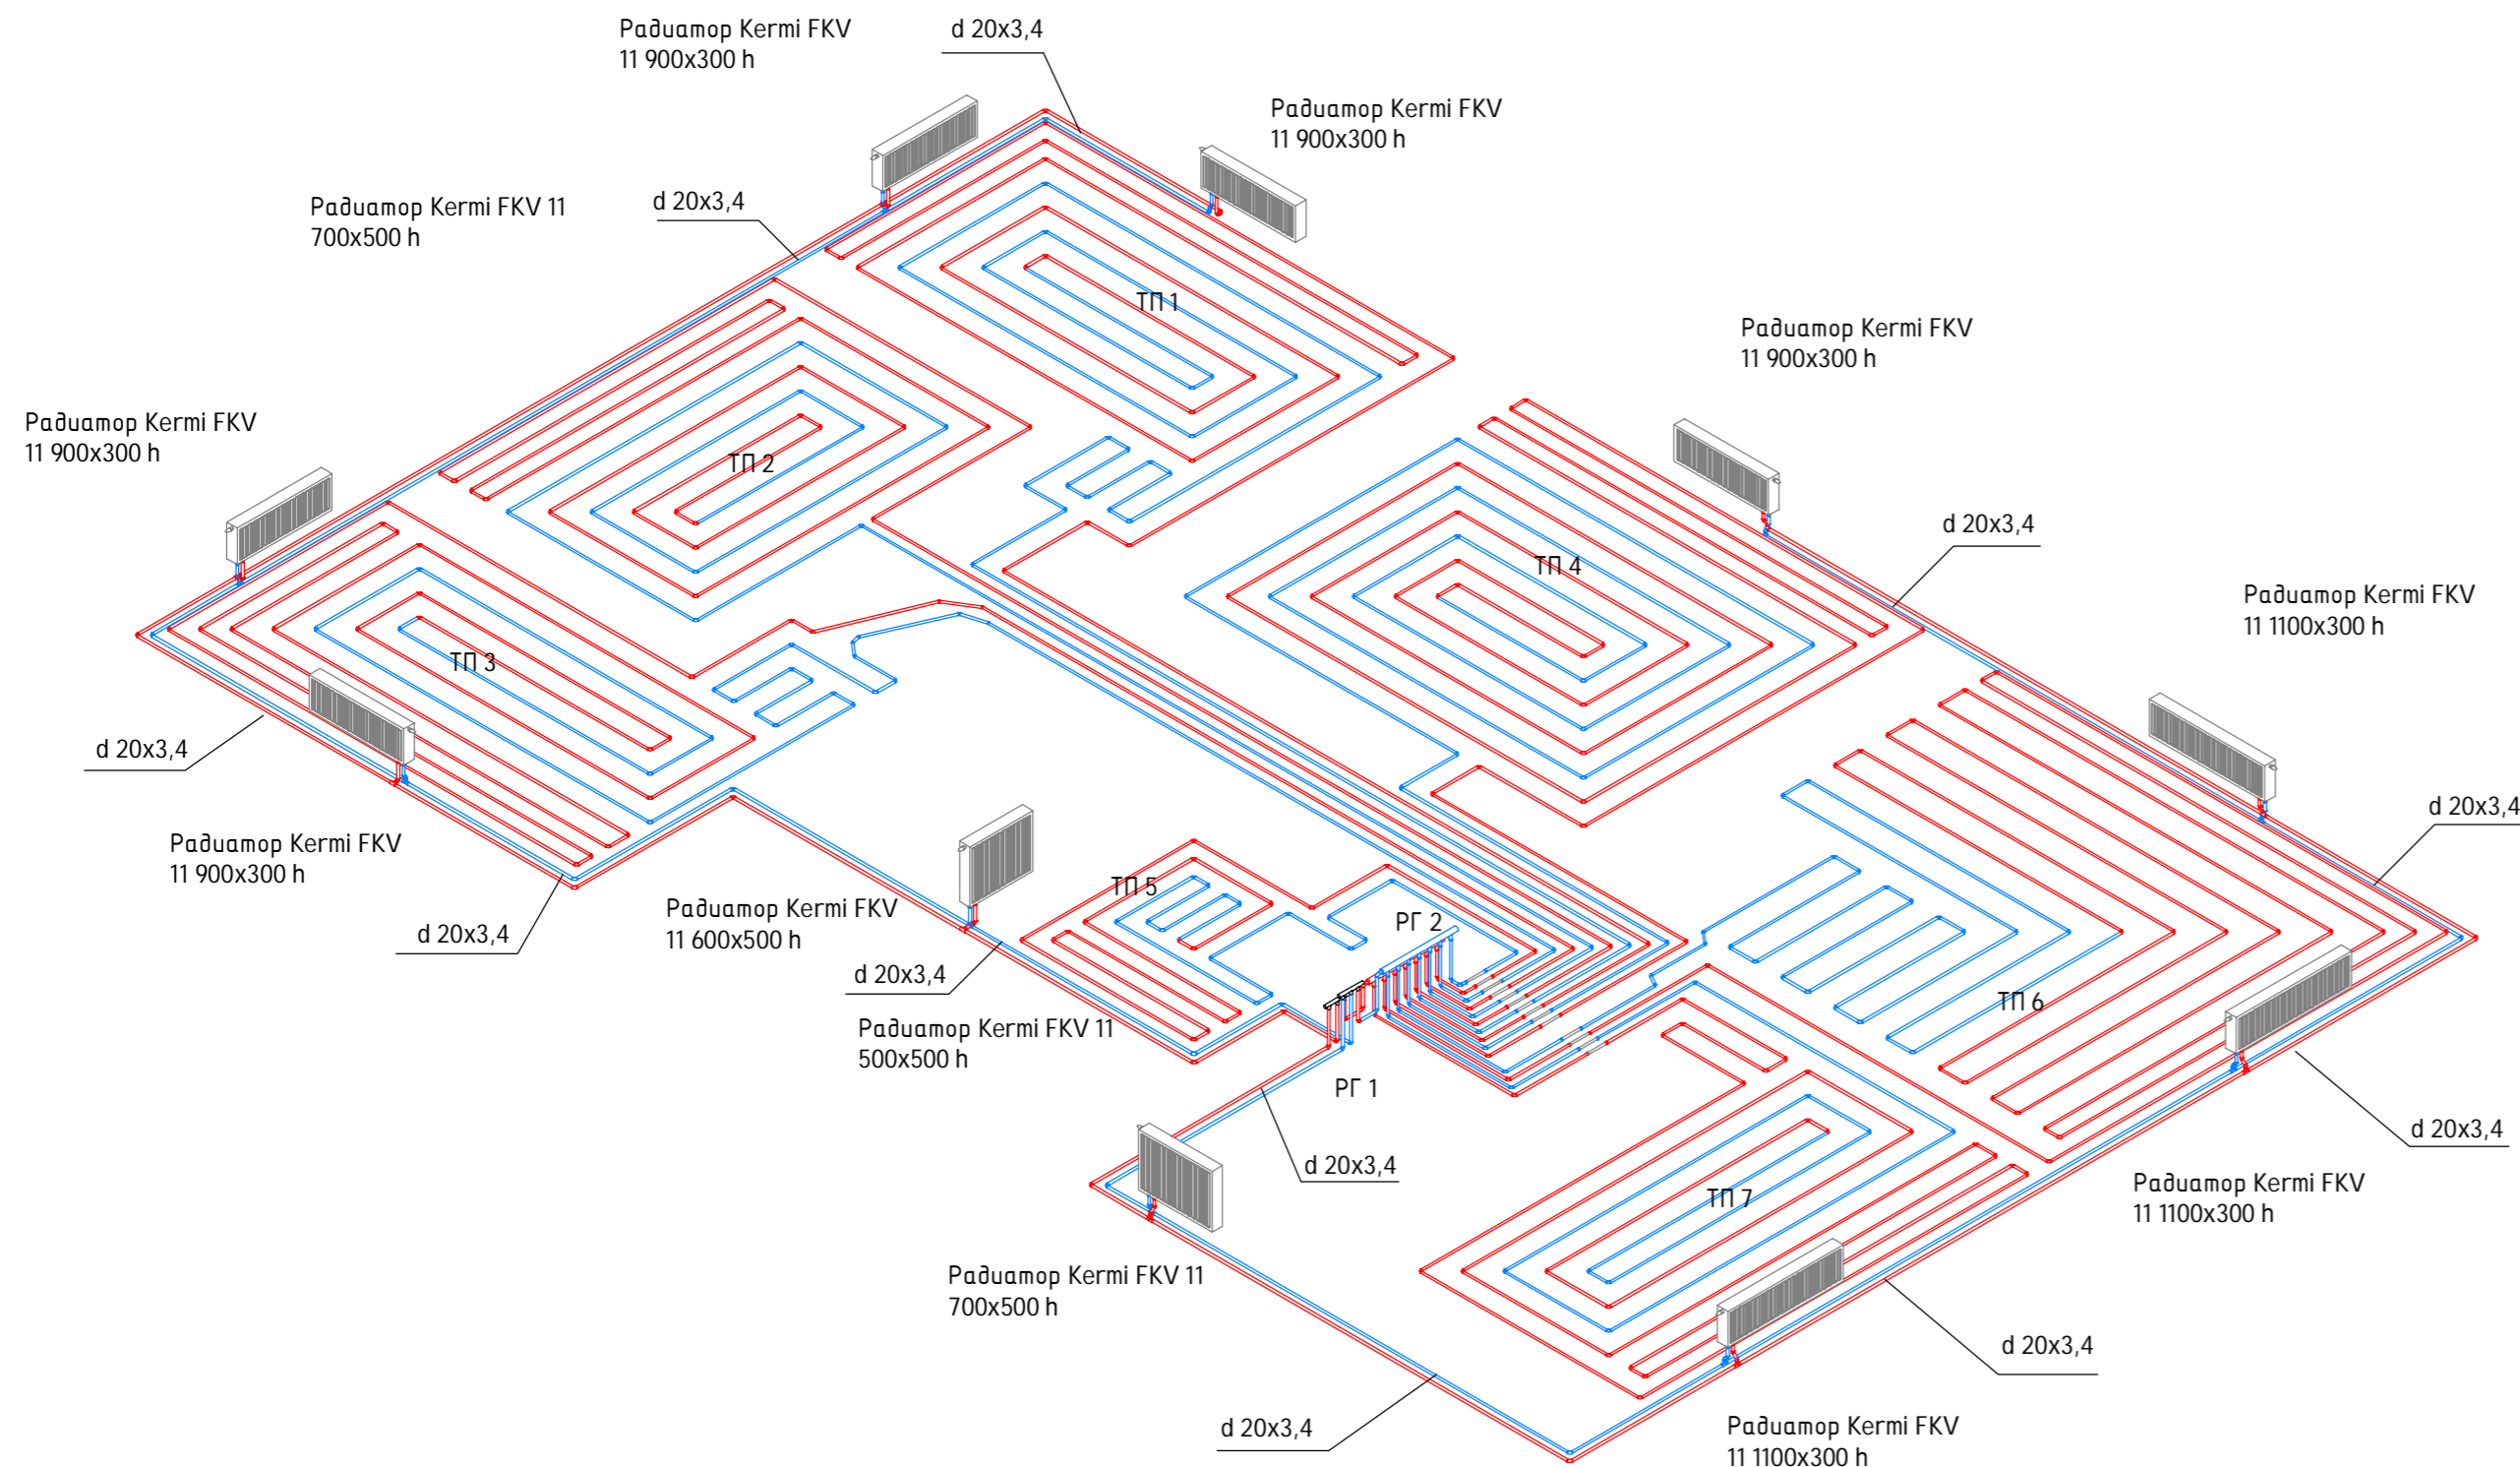 Радиатор Kermi FKV
11 900x300 h
d 20x3,4
Радиатор Kermi FKV
11 900x300 h
Радиатор Kermi FKV 11
700x500 h
d 20x3,4
ТП 1
Радиатор Kermi FKV
11 900x300 h
Радиатор Kermi FKV
11 900x300 h
ТП 2
d 20x3,4
ТП 4
Радиатор Kermi FKV
11 1100x300 h
ТП 3
d 20x3,4
d 20x3,4
Радиатор Kermi FKV
11 900x300 h
ТП 5
Радиатор Kermi FKV
11 600x500 h
РГ 2
d 20x3,4
d 20x3,4
ТП 6
Радиатор Kermi FKV 11
500x500 h
РГ 1
d 20x3,4
d 20x3,4
Радиатор Kermi FKV
11 1100x300 h
ТП 7
Радиатор Kermi FKV 11
700x500 h
d 20x3,4
d 20x3,4
Радиатор Kermi FKV
11 1100x300 h